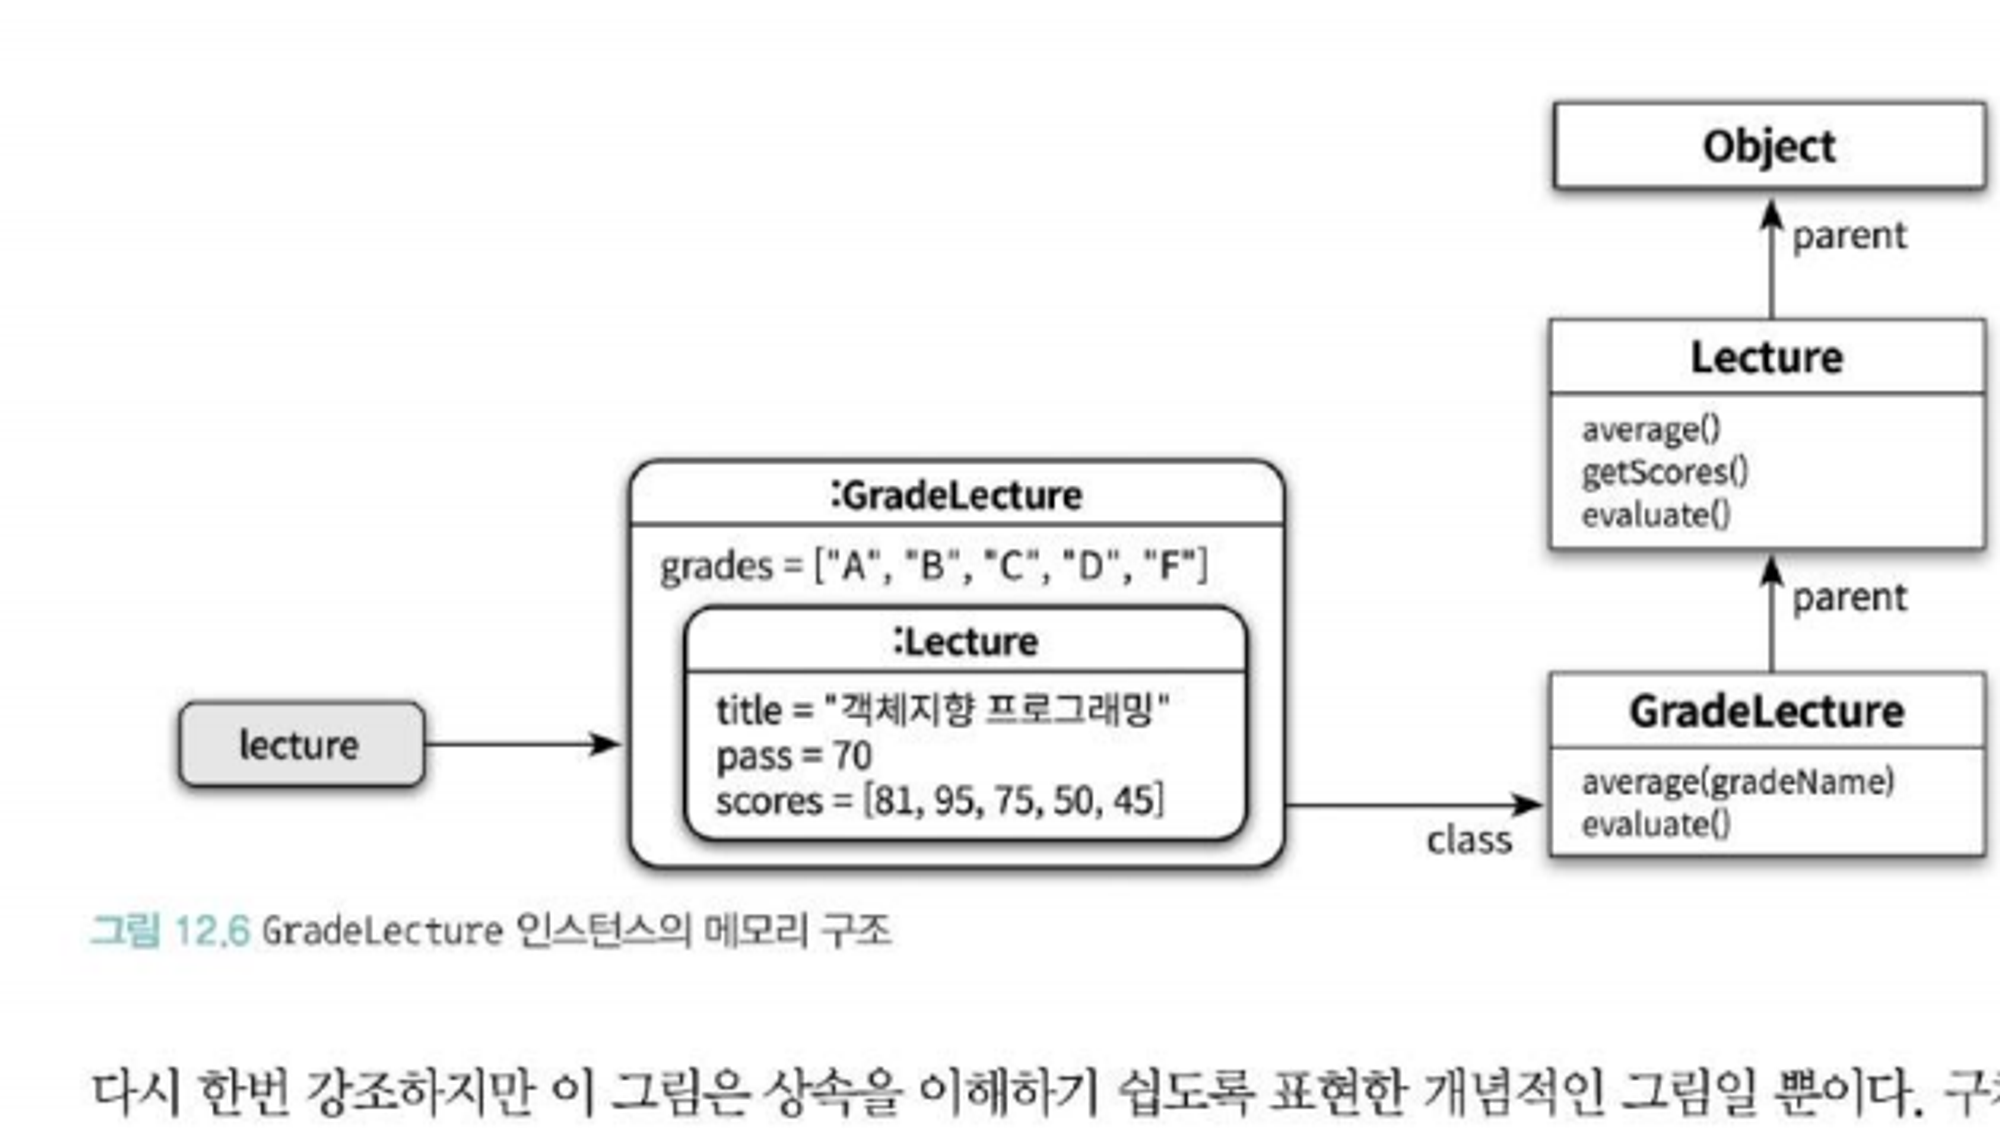 Object
parent
Lecture
average()
getScores()
evaluate()
parent
:GradeLecture
grades = ["A", "B", "C", "D", "F"]
:Lecture
title = "객체지향 프로그래밍"
pass = 70
scores = [81, 95, 75, 50, 45]
lecture
class
GradeLecture
average(gradeName)
evaluate()
그림 12.6 GradeLecture 인스턴스의 메모리 구조
다시 한번 강조하지만 이 그림은 상속을 이해하기 쉽도록 표현한 개념적인 그림일 뿐이다.